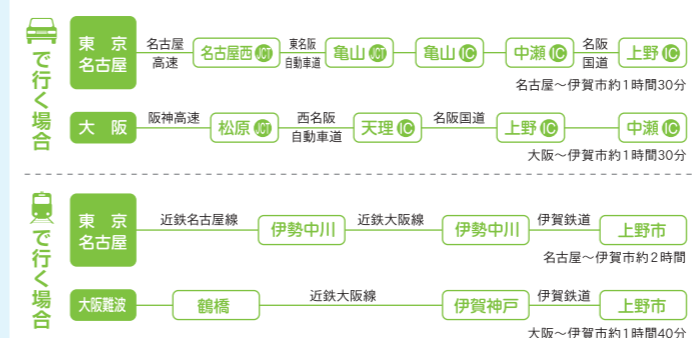 で行く場合
東京
名古屋
名古屋
高速
名古屋西JCT
東名阪
自動車道
亀山JCT
亀山IC
中瀬IC
名阪
国道
上野IC
名古屋～伊賀市約1時間30分
大阪
阪神高速
松原JCT
西名阪
自動車道
天理IC
名阪国道
上野IC
中瀬IC
大阪～伊賀市約1時間30分
で行く場合
東京
名古屋
近鉄名古屋線
伊勢中川
近鉄大阪線
伊勢中川
伊賀鉄道
上野市
名古屋～伊賀市約2時間
大阪難波
鶴橋
近鉄大阪線
伊賀神戸
伊賀鉄道
上野市
大阪～伊賀市約1時間40分